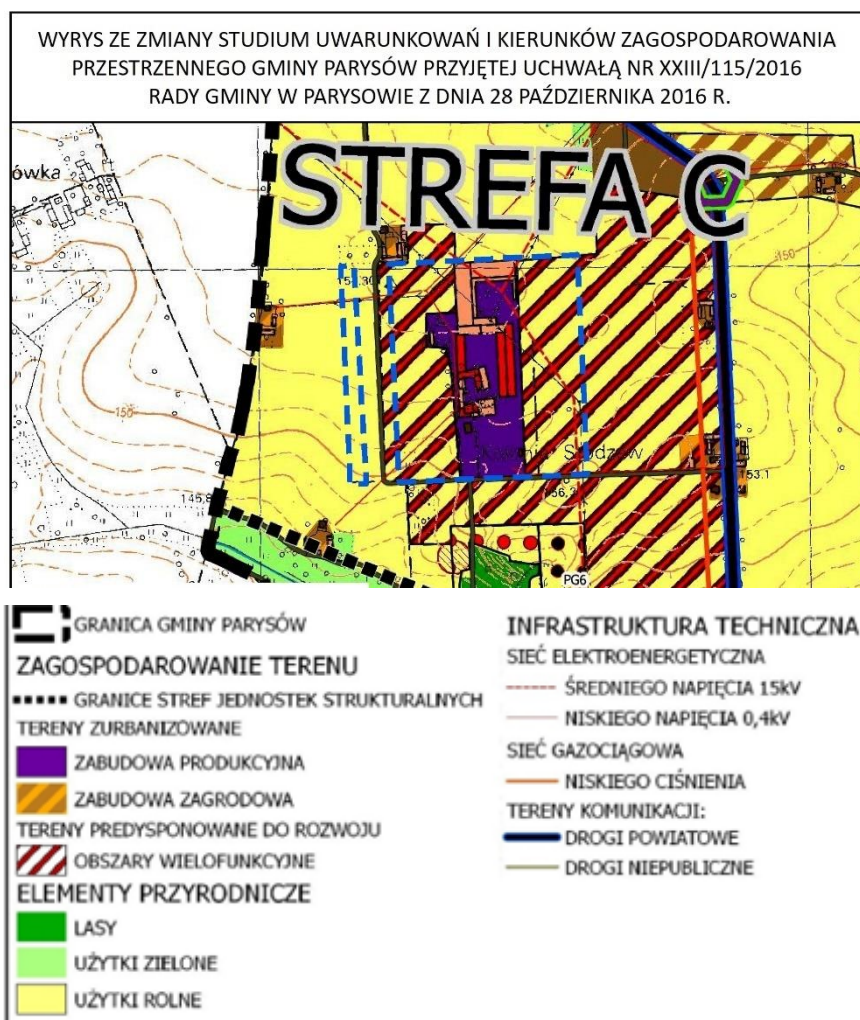 WYRYS ZE ZMIANY STUDIUM UWARUNKOWAŃ I KIERUNKÓW ZAGOSPODAROWANIA
PRZESTRZENNEGO GMINY PARYSÓW PRZYJĘTEJ UCHWAŁĄ NR XXIII/115/2016
RADY GMINY W PARYSOWIE Z DNIA 28 PAŹDZIERNIKA 2016 R.
STREFA C
ówka
150
150
153.1
PG6
GRANICA GMINY PARYSÓW
ZAGOSPODAROWANIE TERENU
GRANICE STREF JEDNOSTEK STRUKTURALNYCH
TERENY ZURBANIZOWANE
ZABUDOWA PRODUKCYJNA
ZABUDOWA ZAGRODOWA
TERENY PREDYSPONOWANE DO ROZWOJU
OBSZARY WIELOFUNKCYJNE
ELEMENTY PRZYRODNICZE
LASY
UŻYTKI ZIELONE
UŻYTKI ROLNE
INFRASTRUKTURA TECHNICZNA
SIEĆ ELEKTROENERGETYCZNA
ŚREDNIEGO NAPIĘCIA 15kV
NISKIEGO NAPIĘCIA 0,4kV
SIEĆ GAZOCIĄGOWA
NISKIEGO CIŚNIENIA
TERENY KOMUNIKACJI:
DROGI POWIATOWE
DROGI NIEPUBLICZNE